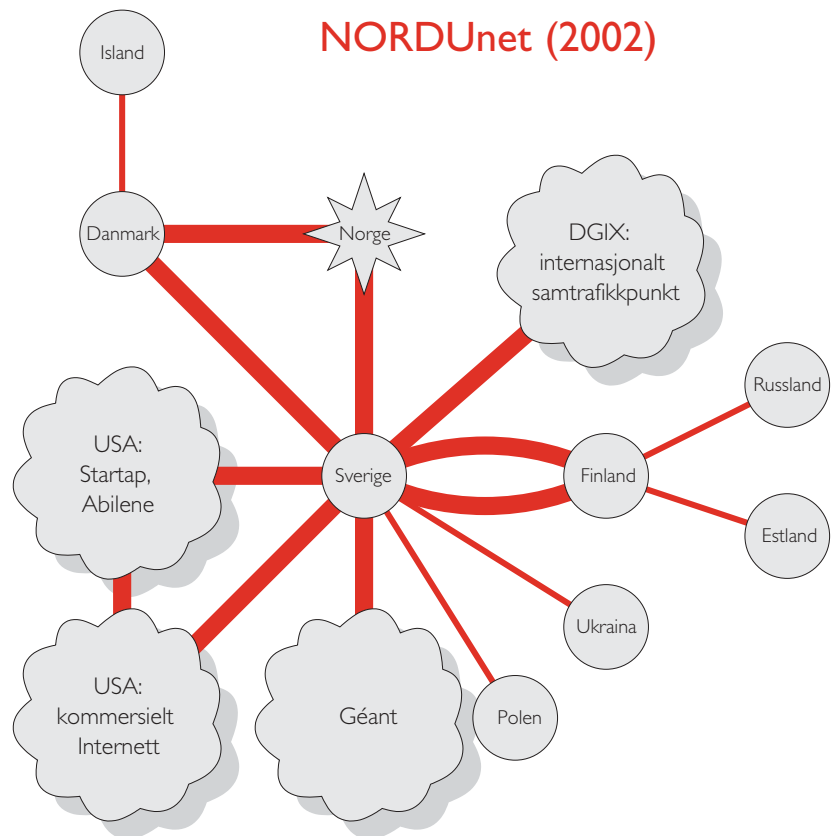 NORDUnet (2002)
Island
Danmark
Norge
DGIX:
internasjonalt
samtrafikkpunkt
Russland
USA:
Startap,
Abilene
Sverige
Finland
Estland
Ukraina
USA:
kommersielt
Internett
Géant
Polen